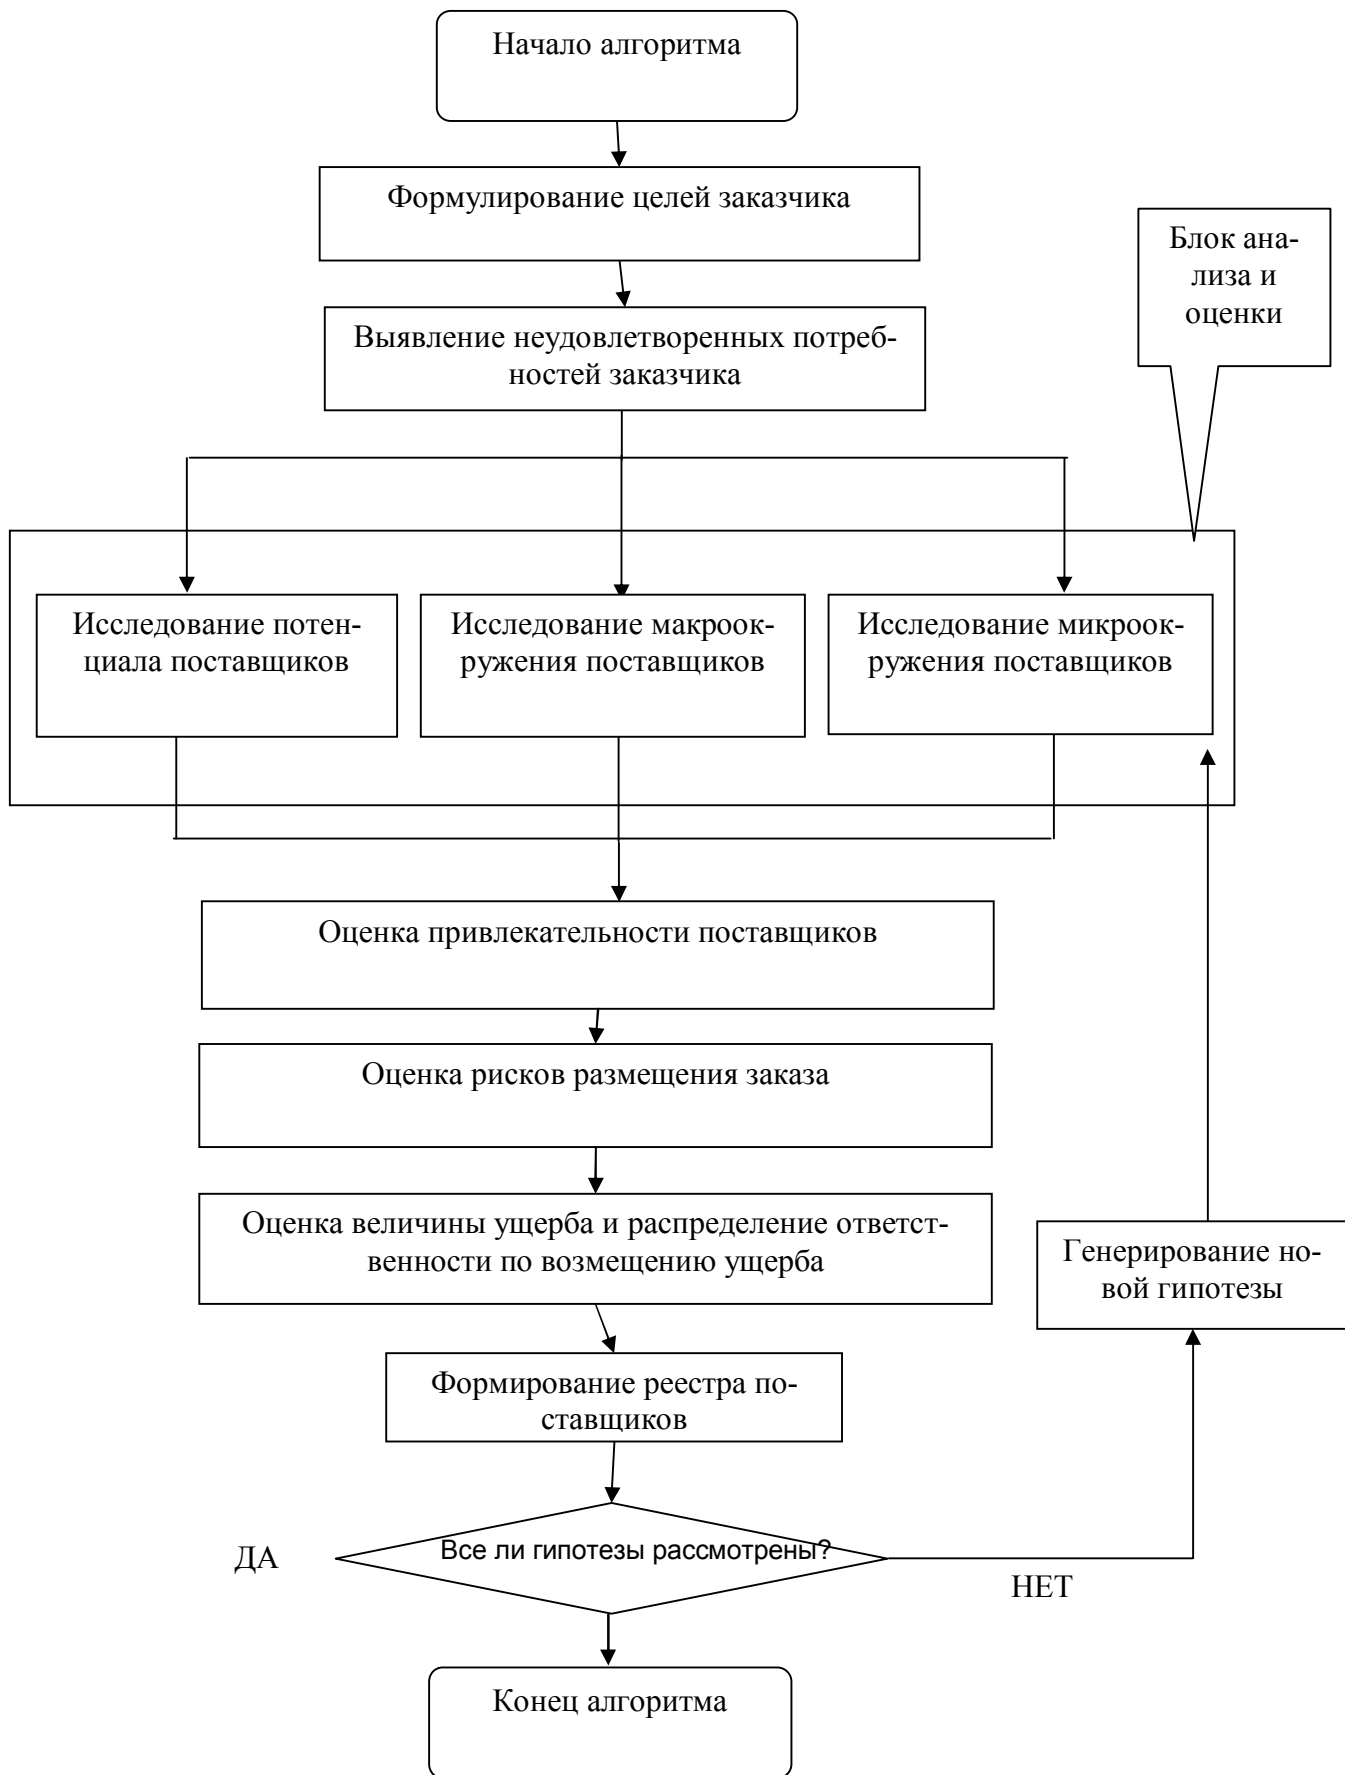 Начало алгоритма
Формулирование целей заказчика
Блок ана-
лиза и
оценки
Выявление неудовлетворенных потреб-
ностей заказчика
Исследование потен-
циала поставщиков
Исследование макроок-
ружения поставщиков
Исследование микроок-
ружения поставщиков
Оценка привлекательности поставщиков
Оценка рисков размещения заказа
Оценка величины ущерба и распределение ответст-
венности по возмещению ущерба
Генерирование но-
вой гипотезы
Формирование реестра по-
ставщиков
Все ли гипотезы рассмотрены?
ДА
НЕТ
Конец алгоритма